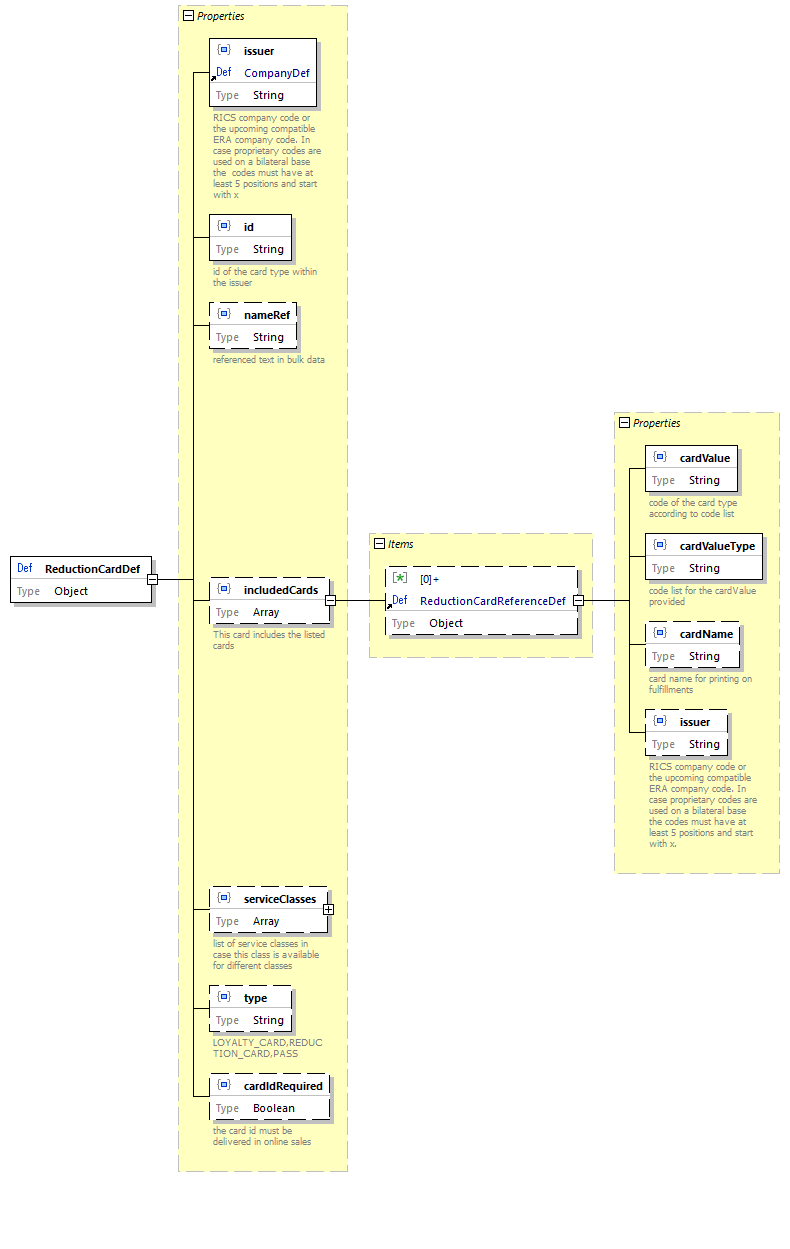 Properties
issuer
Def CompanyDef
Type String
RICS company code or
the upcoming compatible
ERA company code. In
case proprietary codes are
used on a bilateral base
the codes must have at
least 5 positions and start
with x
id
Type String
id of the card type within
the issuer
nameRef
Type String
referenced text in bulk data
Def ReductionCardDef
Type Object
includedCards
Type Array
This card includes the listed
cards
Items
[0]+
Def ReductionCardReferenceDef
Type Object
Properties
cardValue
Type String
code of the card type
according to code list
cardValueType
Type String
code list for the cardValue
provided
cardName
Type String
card name for printing on
fulfillments
issuer
Type String
RICS company code or
the upcoming compatible
ERA company code. In
case proprietary codes are
used on a bilateral base
the codes must have at
least 5 positions and start
with x.
serviceClasses
Type Array
list of service classes in
case this class is available
for different classes
type
Type String
LOYALTY_CARD,REDUC
TION_CARD,PASS
cardIdRequired
Type Boolean
the card id must be
delivered in online sales